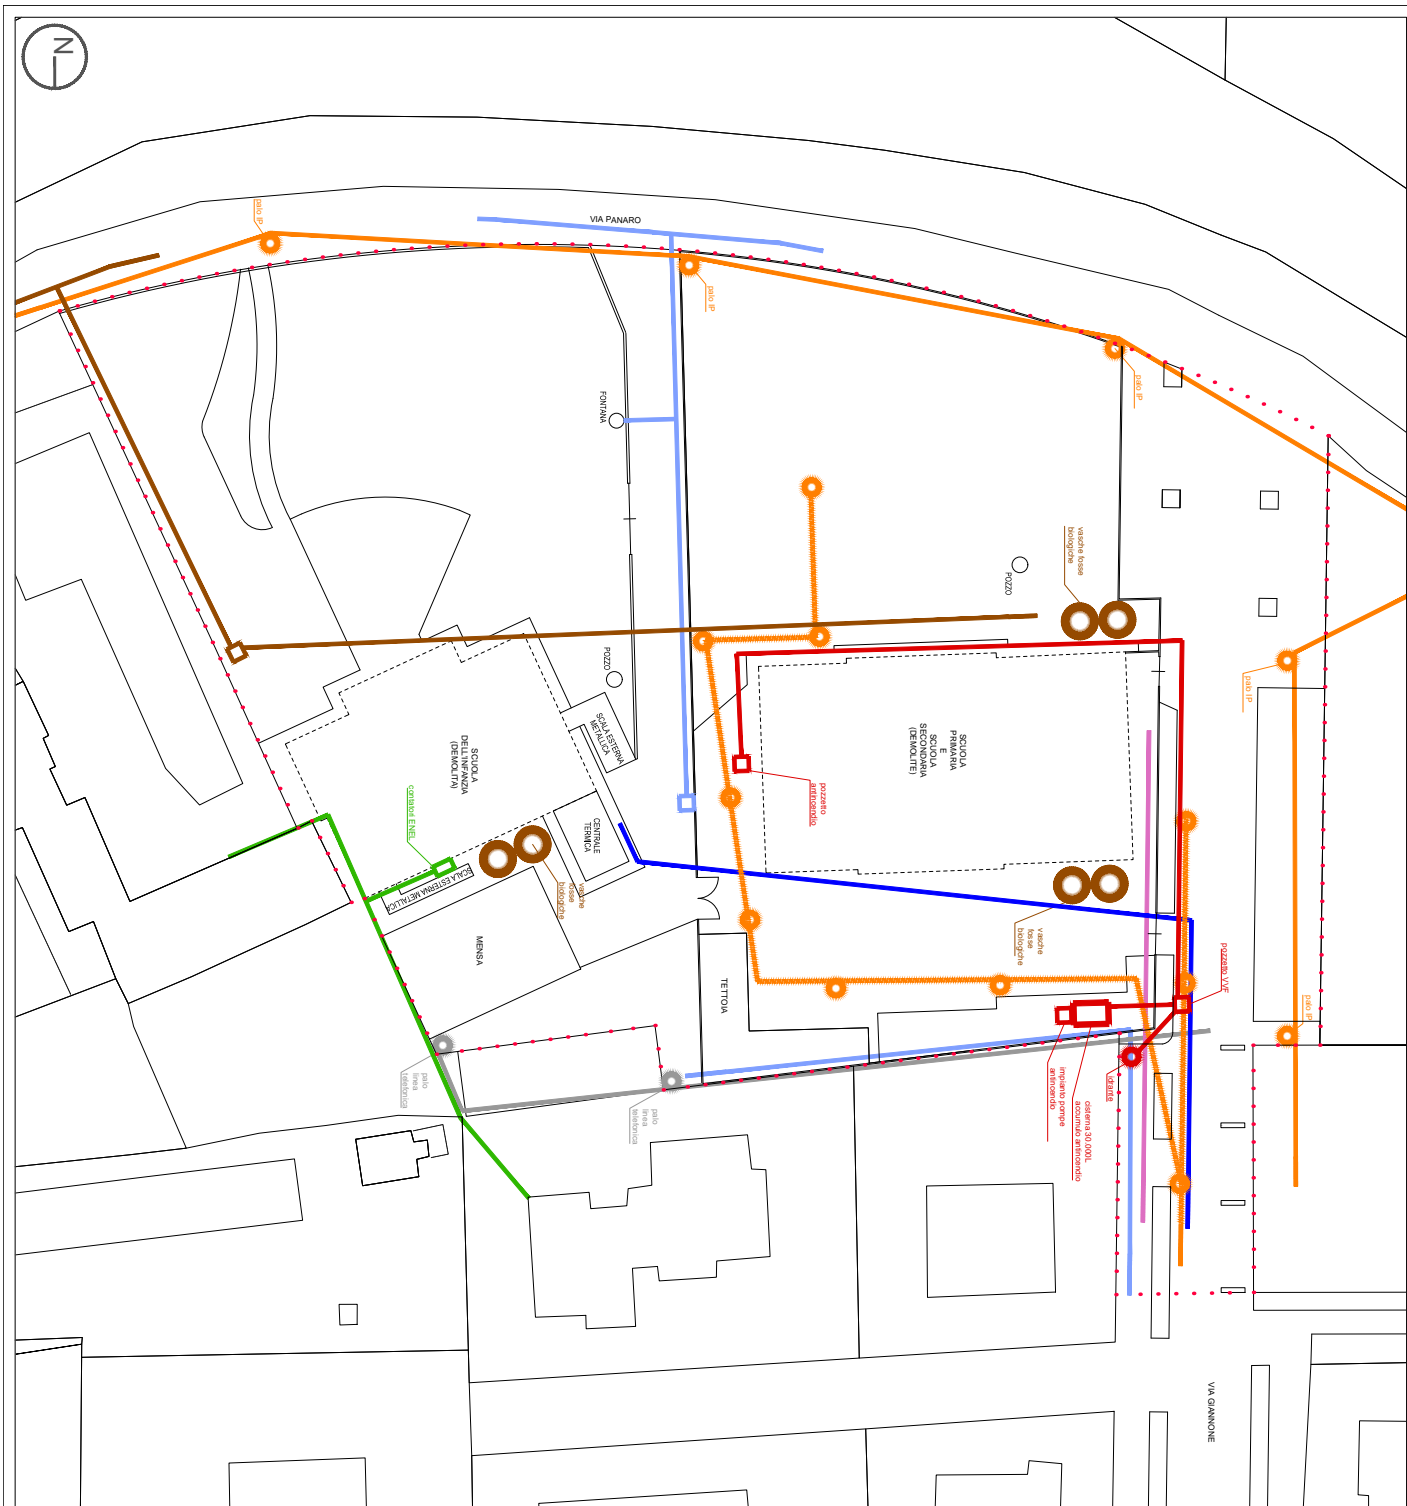 N
VIA PANARO
palo IP
palo IP
palo IP
FONTANA
vasche fosse
biologiche
POZZO
POZZO
palo IP
SCALA ESTERNA
METALLICA
SCUOLA
DELL'INFANZIA
(DEMOLITA)
SCUOLA
PRIMARIA
E
SCUOLA
SECONDARIA
(DEMOLITE)
pozzetto
antincendio
contatori ENEL
CENTRALE
TERMICA
SCALA ESTERNA METALLICA
vasche
fosse
biologiche
MENSA
vasche
fosse
biologiche
pozzetto VVF
TETTOIA
palo IP
palo
linea
telefonica
palo
linea
telefonica
idrante
impianto pompe
antincendio
cisterna 30.000L
accumulo antincendio
VIA GIANNONE